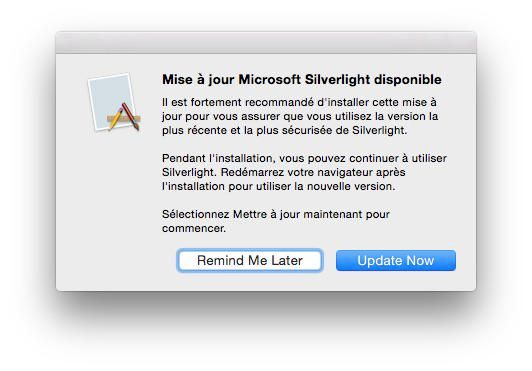 Mise à jour Microsoft Silverlight disponible
Il est fortement recommandé d'installer cette mise à
jour pour vous assurer que vous utilisez la version la
plus récente et la plus sécurisée de Silverlight.
Pendant l'installation, vous pouvez continuer à utiliser
Silverlight. Redémarrez votre navigateur après
l'installation pour utiliser la nouvelle version.
Sélectionnez Mettre à jour maintenant pour
commencer.
Remind Me Later
Update Now